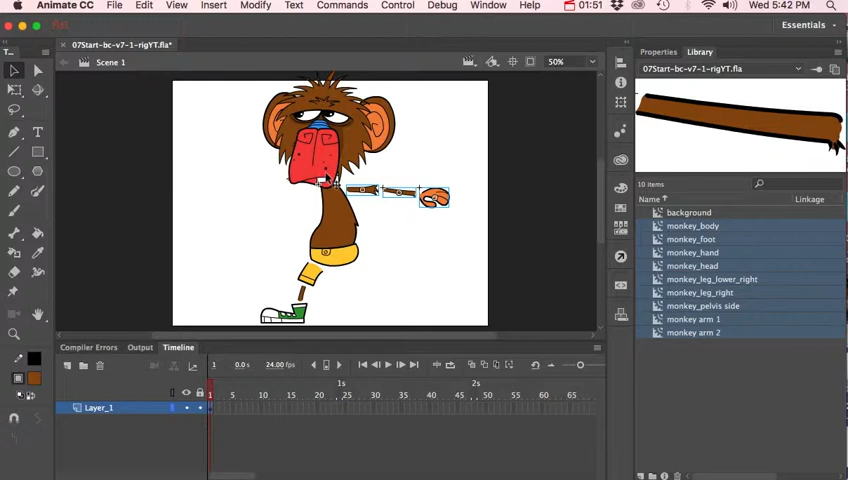 Animate CC File Edit View Insert Modify Text Commands Control Debug Window Help 01:51 Wed 5:42 PM
Essentials
07Start-bc-v7-1-rigYT.fla*
Scene 1
50%
Properties Library
07Start-bc-v7-1-rigYT.fla
10 items
Name Linkage
background
monkey_body
monkey_foot
monkey_hand
monkey_head
monkey_leg_lower_right
monkey_leg_right
monkey_pelvis side
monkey arm 1
monkey arm 2
Compiler Errors Output Timeline
1 0.0 s 24.00 fps
1s 2s
1 5 10 15 20 25 30 35 40 45 50 55 60 65
Layer_1